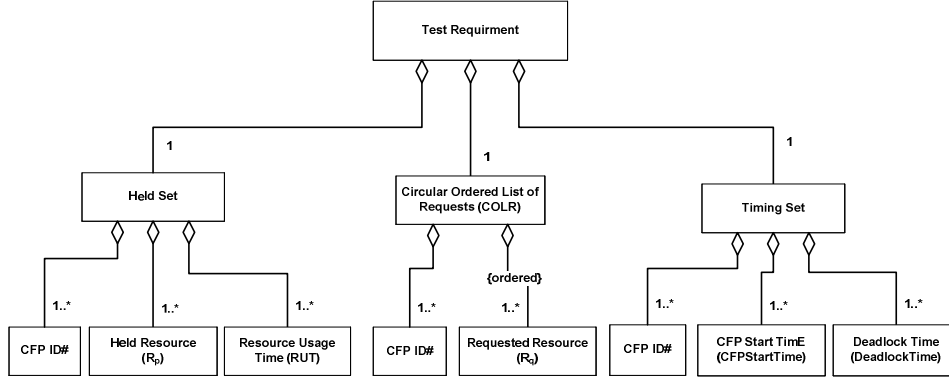 Test Requirment
1
1
1
Held Set
Circular Ordered List of
Requests (COLR)
Timing Set
{ordered}
1..*
1..*
1..*
1..*
1..*
1..*
1..*
1..*
CFP ID#
Held Resource
(Rp)
Resource Usage
Time (RUT)
CFP ID#
Requested Resource
(Rq)
CFP ID#
CFP Start TimE
(CFPStartTime)
Deadlock Time
(DeadlockTime)